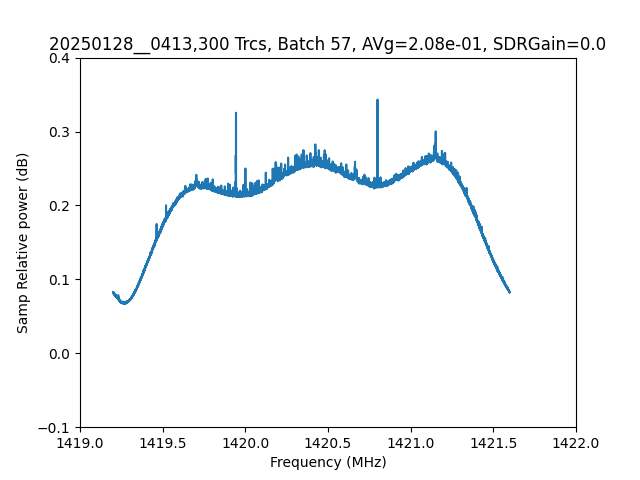 20250128__0413,300 Trcs, Batch 57, AVg=2.08e-01, SDRGain=0.0
Samp Relative power (dB)
0.4
0.3
0.2
0.1
0.0
−0.1
1419.0 1419.5 1420.0 1420.5 1421.0 1421.5 1422.0
Frequency (MHz)